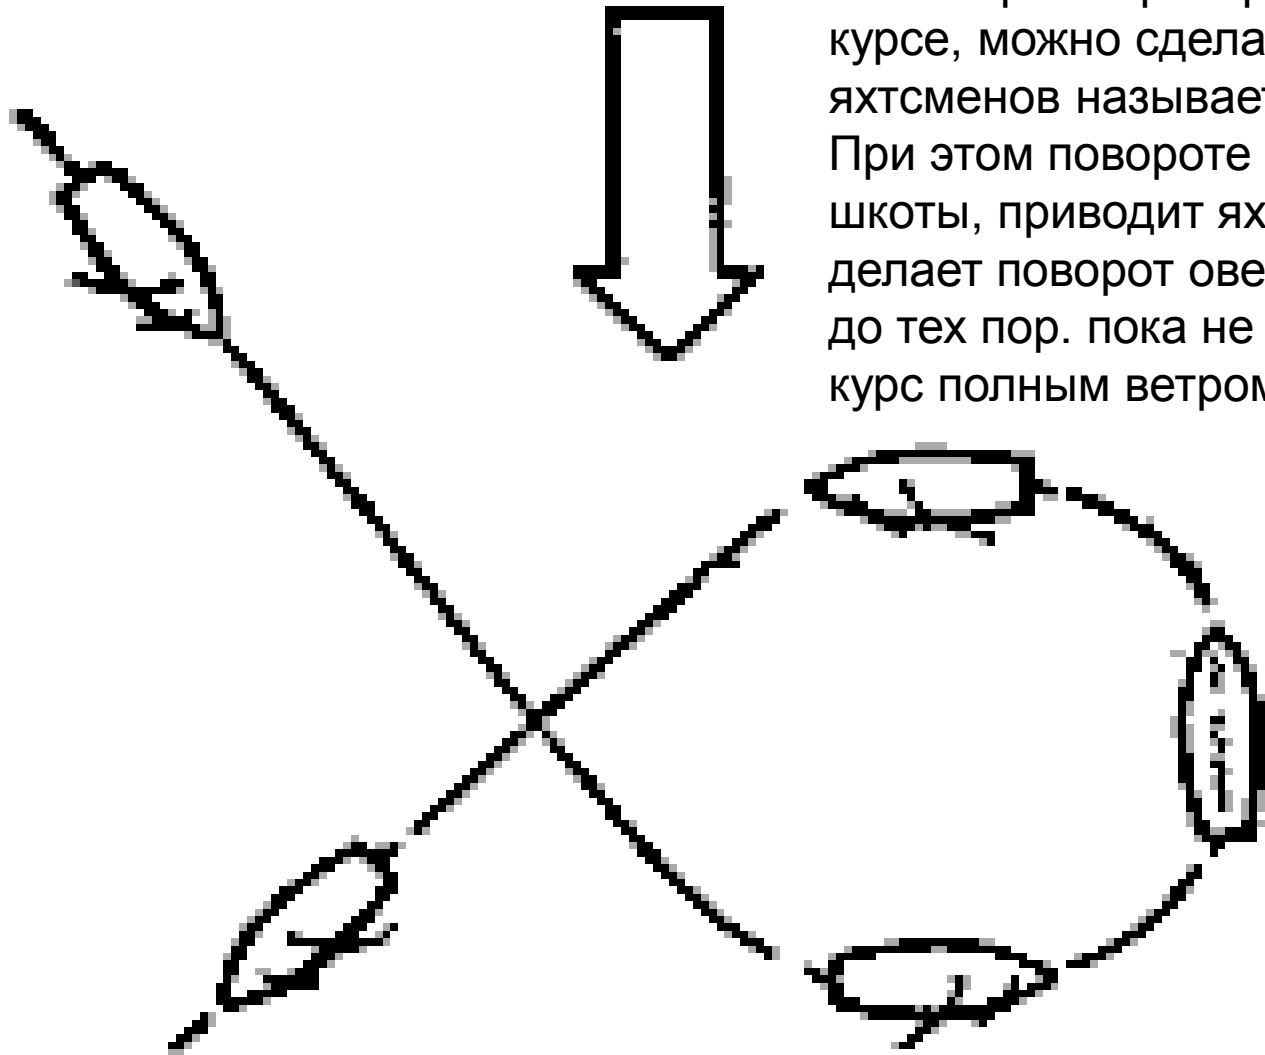 курсе, можно сдела
яхтсменов называет
При этом повороте
шкоты, приводит ях
делает поворот ове
до тех пор. пока не
курс полным ветром